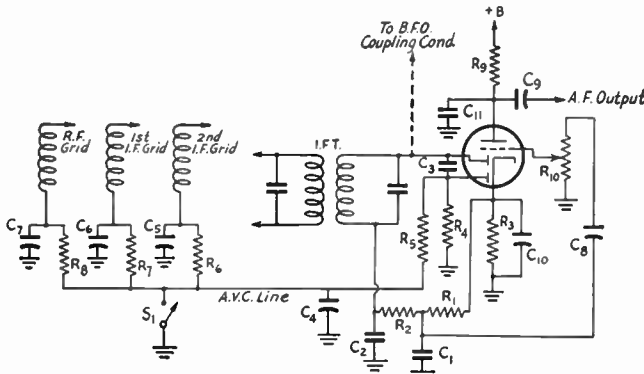 To B.F.O.
Coupling Cond.
+B
R9
C9
A.F. Output
C11
R.F.
Grid
1st
I.F. Grid
2nd
I.F. Grid
I.F.T.
C3
R10
C7
C6
C5
R8
R7
R6
R5
R4
R3
C10
C8
A.V.C. Line
S1
C4
R2
R1
C2
C1